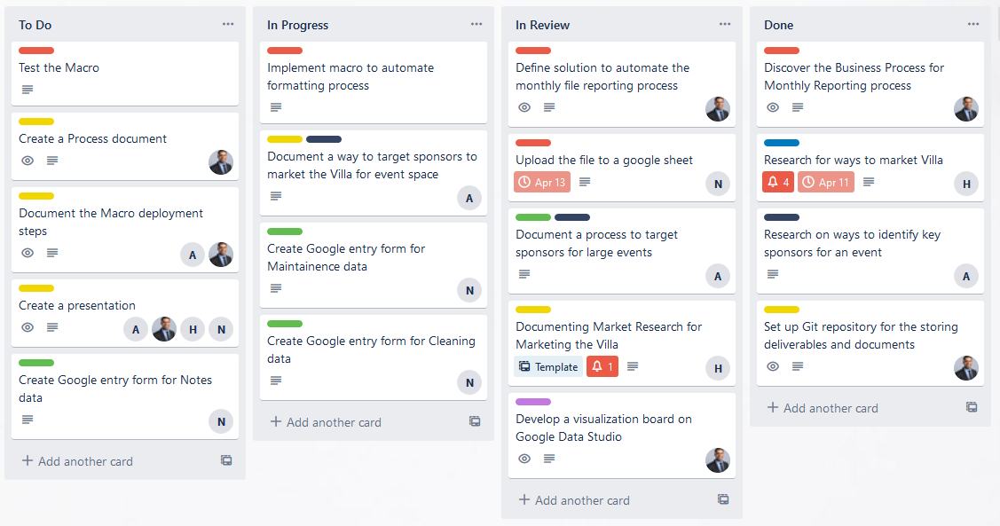 To Do
Test the Macro
Create a Process document
Document the Macro deployment
steps
A
Create a presentation
A
H
N
Create Google entry form for Notes
data
N
Add another card
In Progress
Implement macro to automate
formatting process
Document a way to target sponsors to
market the Villa for event space
A
Create Google entry form for
Maintainence data
N
Create Google entry form for Cleaning
data
N
Add another card
In Review
Define solution to automate the
monthly file reporting process
Upload the file to a google sheet
Apr 13
N
Document a process to target
sponsors for large events
A
Documenting Market Research for
Marketing the Villa
Template
1
H
Develop a visualization board on
Google Data Studio
Add another card
Done
Discover the Business Process for
Monthly Reporting process
Research for ways to market Villa
4
Apr 11
H
Research on ways to identify key
sponsors for an event
A
Set up Git repository for the storing
deliverables and documents
Add another card